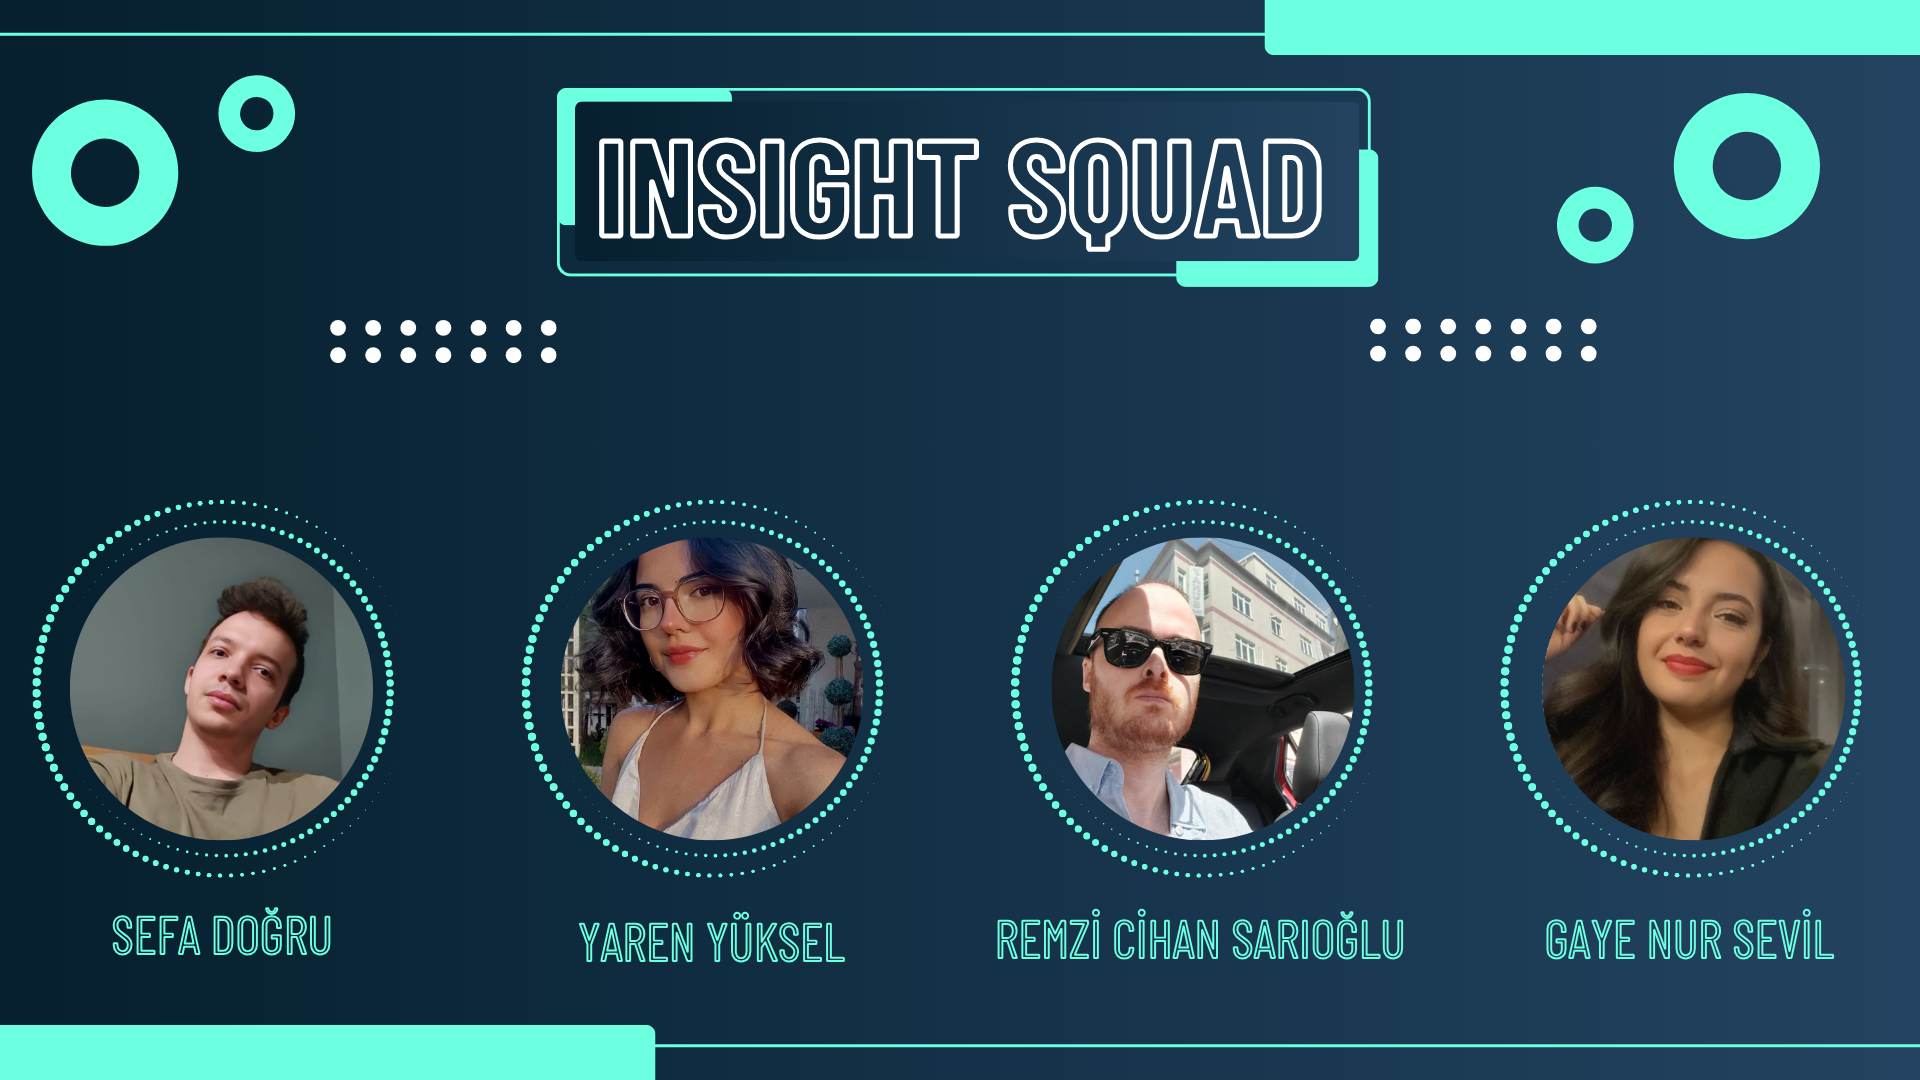 INSIGHT SQUAD
SEFA DOĞRU
YAREN YÜKSEL
REMZİ CİHAN SARIOĞLU
GAYE NUR SEVİL